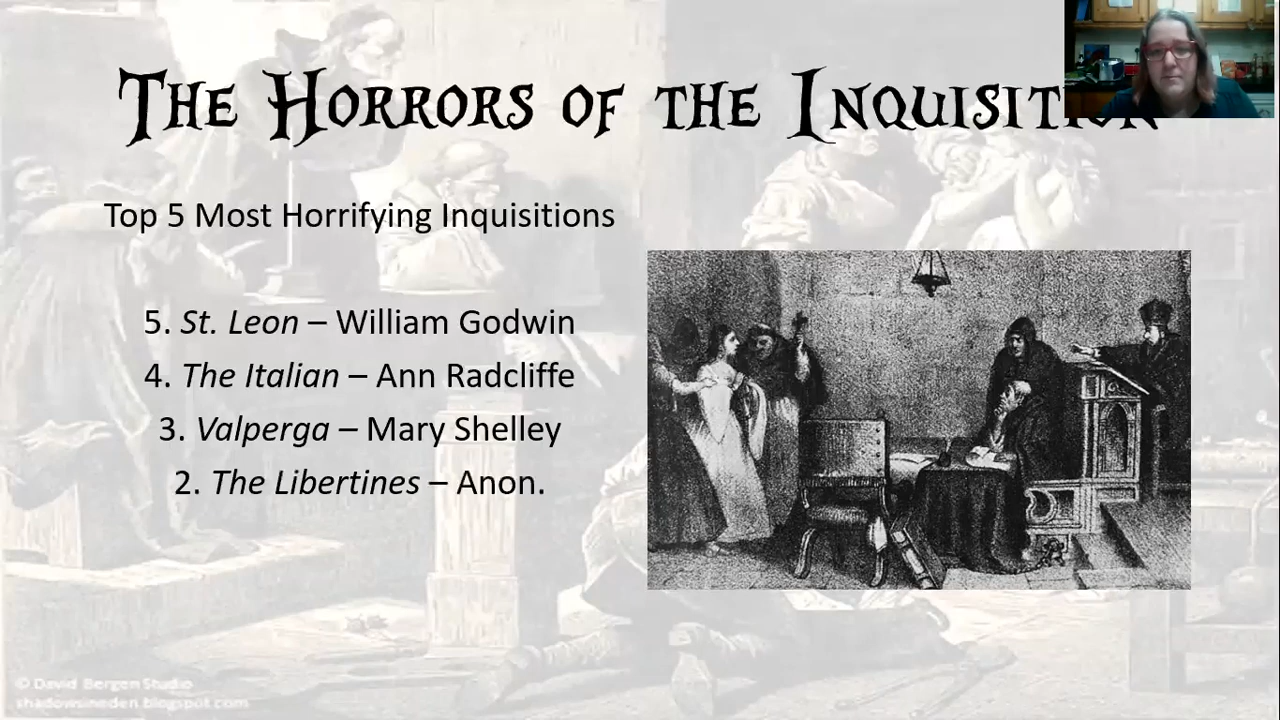 THE HORRORS OF THE INQUISITION
Top 5 Most Horrifying Inquisitions
5. St. Leon – William Godwin
4. The Italian – Ann Radcliffe
3. Valperga – Mary Shelley
2. The Libertines – Anon.
© David Bergen Studio
shadowsineden.blogspot.com